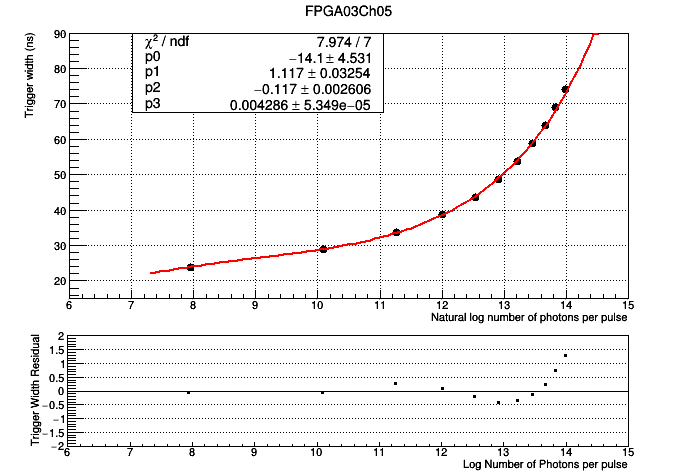 FPGA03Ch05
χ² / ndf 7.974 / 7
p0 −14.1 ± 4.531
p1 1.117 ± 0.03254
p2 −0.117 ± 0.002606
p3 0.004286 ± 5.349e−05
Trigger width (ns)
90
80
70
60
50
40
30
20
6 7 8 9 10 11 12 13 14 15
Natural log number of photons per pulse
Trigger Width Residual
2
1.5
1
0.5
0
−0.5
−1
−1.5
−2
6 7 8 9 10 11 12 13 14 15
Log Number of Photons per pulse